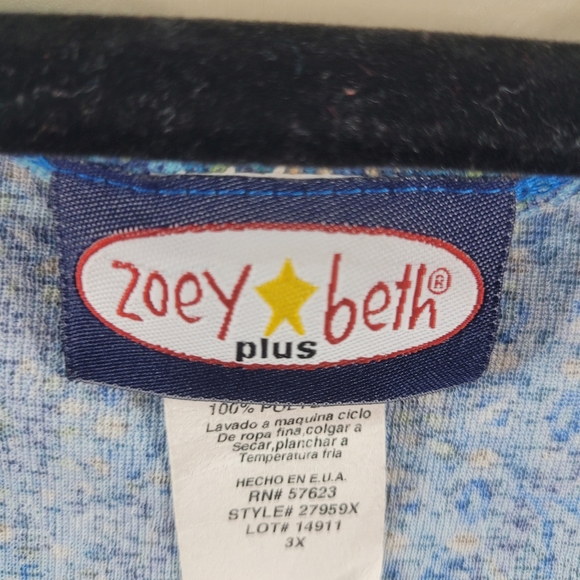 zoey beth®
plus
100%
Lavado a maquina ciclo
De ropa fina,colgar a
Secar,planchar a
Temperatura fria
HECHO EN E.U.A.
RN# 57623
STYLE# 27959X
LOT# 14911
3X